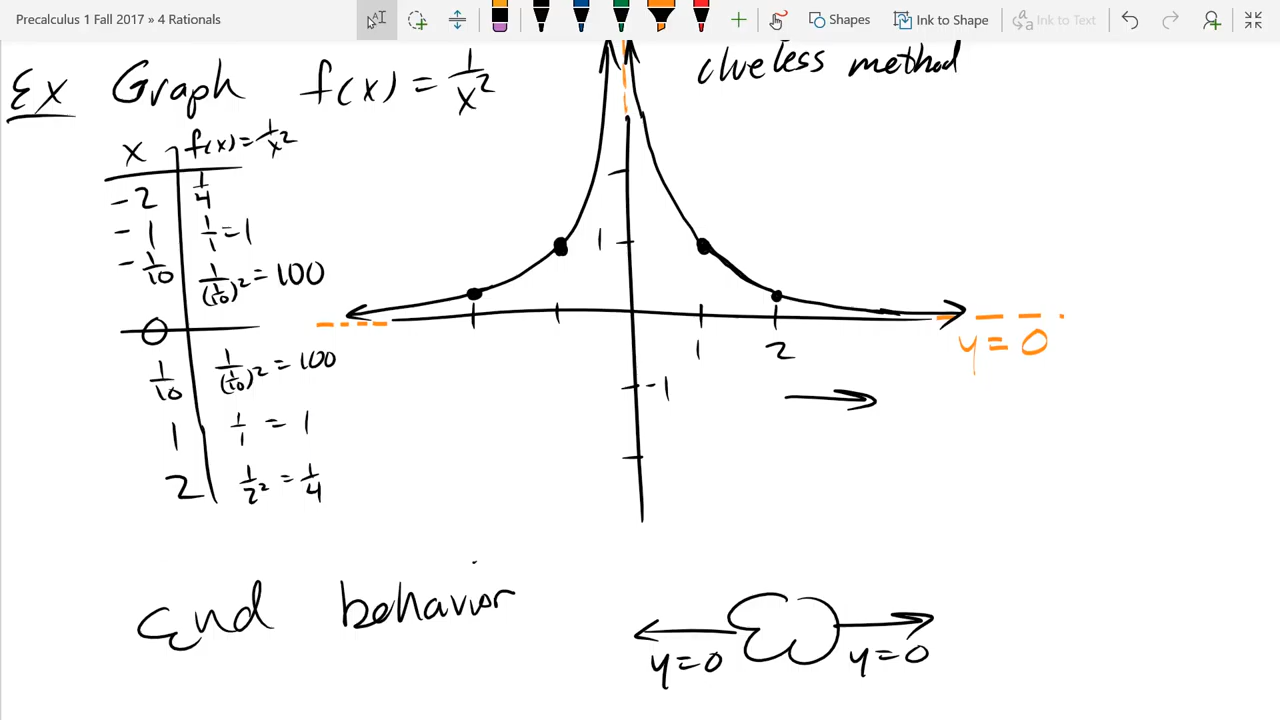 Precalculus 1 Fall 2017 » 4 Rationals
Shapes
Ink to Shape
Ink to Text
Ex Graph f(x) = 1/x²
clueless method
x f(x) = 1/x²
-2 1/4
-1 1/1 = 1
-1/10 1/(1/10)² = 100
0
1/10 1/(1/10)² = 100
1 1/1 = 1
2 1/2² = 1/4
1
1 2
-1
y = 0
End behavior
y = 0 y = 0